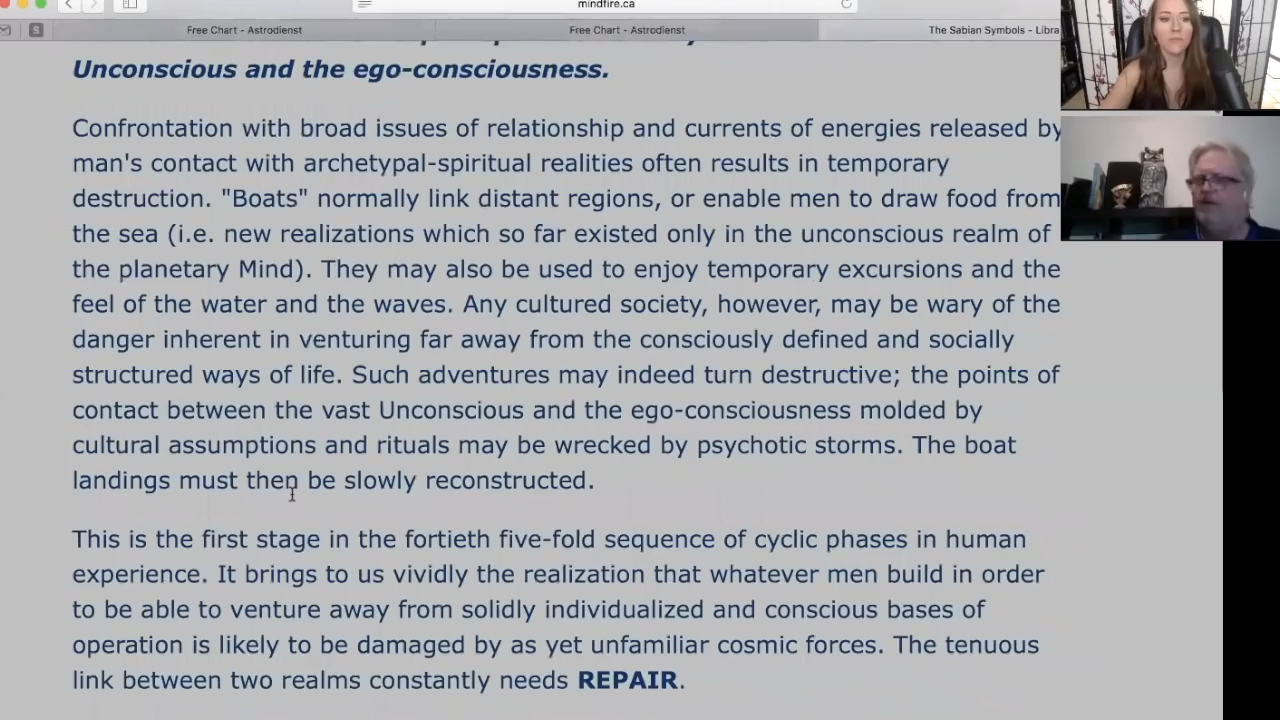 mindfire.ca
Free Chart - Astrodienst
Free Chart - Astrodienst
The Sabian Symbols - Libra
Unconscious and the ego-consciousness.
Confrontation with broad issues of relationship and currents of energies released by
man's contact with archetypal-spiritual realities often results in temporary
destruction. "Boats" normally link distant regions, or enable men to draw food from
the sea (i.e. new realizations which so far existed only in the unconscious realm of
the planetary Mind). They may also be used to enjoy temporary excursions and the
feel of the water and the waves. Any cultured society, however, may be wary of the
danger inherent in venturing far away from the consciously defined and socially
structured ways of life. Such adventures may indeed turn destructive; the points of
contact between the vast Unconscious and the ego-consciousness molded by
cultural assumptions and rituals may be wrecked by psychotic storms. The boat
landings must then be slowly reconstructed.
This is the first stage in the fortieth five-fold sequence of cyclic phases in human
experience. It brings to us vividly the realization that whatever men build in order
to be able to venture away from solidly individualized and conscious bases of
operation is likely to be damaged by as yet unfamiliar cosmic forces. The tenuous
link between two realms constantly needs REPAIR.